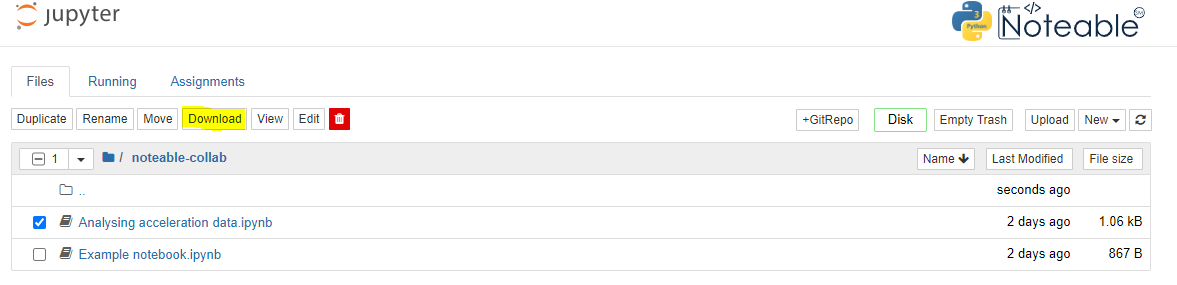 jupyter
</> SM
Python
Noteable
Files Running Assignments
Duplicate Rename Move Download View Edit +GitRepo Disk Empty Trash Upload New
1 / noteable-collab Name Last Modified File size
.. seconds ago
Analysing acceleration data.ipynb 2 days ago 1.06 kB
Example notebook.ipynb 2 days ago 867 B